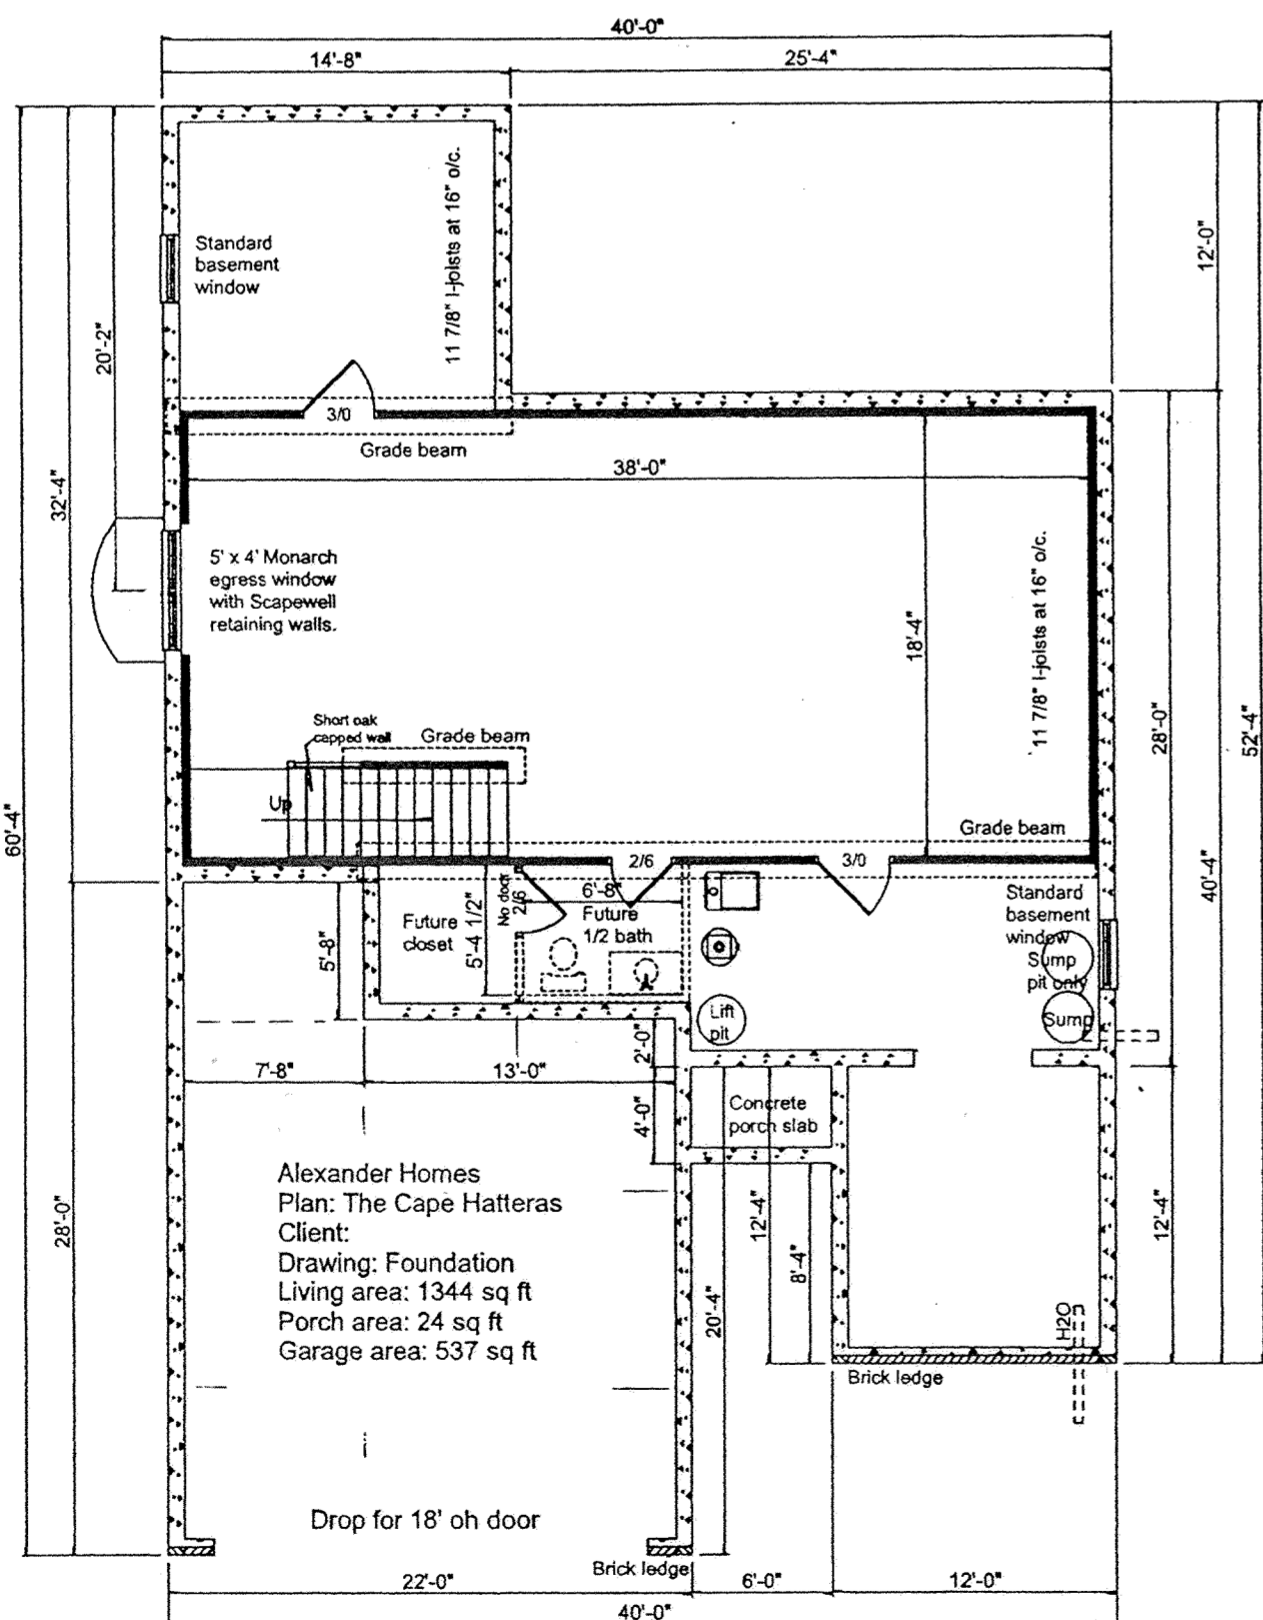 40'-0"
14'-8"
25'-4"
Standard
basement
window
11 7/8" I-joists at 16" o/c.
12'-0"
20'-2"
3/0
Grade beam
38'-0"
32'-4"
5' x 4' Monarch
egress window
with Scapewell
retaining walls.
18'-4"
11 7/8" I-joists at 16" o/c.
28'-0"
52'-4"
60'-4"
Short oak
capped wall
Grade beam
Up
Grade beam
2/6
3/0
40'-4"
No door
2/6
6'-8"
Future
closet
5'-4 1/2"
Future
1/2 bath
5'-8"
Standard
basement
window
Sump
pit only
Lift
pit
Sump
2'-0"
7'-8"
13'-0"
4'-0"
Concrete
porch slab
Alexander Homes
Plan: The Cape Hatteras
Client:
Drawing: Foundation
Living area: 1344 sq ft
Porch area: 24 sq ft
Garage area: 537 sq ft
28'-0"
12'-4"
8'-4"
20'-4"
12'-4"
H2O
Brick ledge
Drop for 18' oh door
Brick ledge
22'-0"
6'-0"
12'-0"
40'-0"